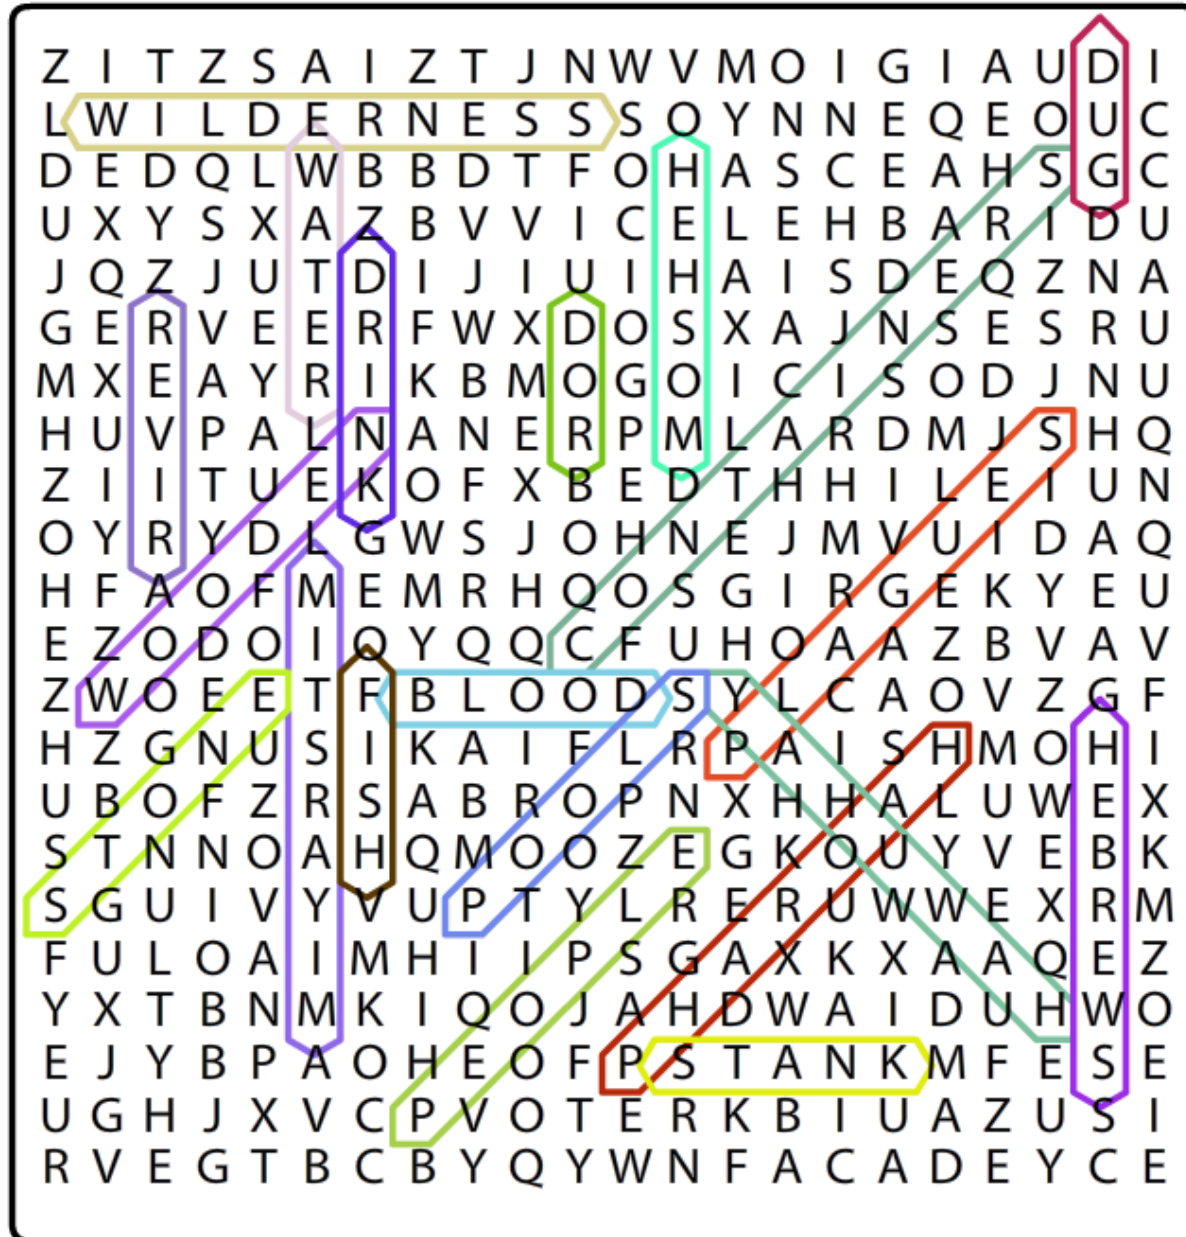 Z I T Z S A I Z T J N W V M O I G I A U D I
L W I L D E R N E S S S O Y N N E Q E O U C
D E D Q L W B B D T F O H A S C E A H S G C
U X Y S X A Z B V V I C E L E H B A R I D U
J Q Z J U T D I J I U I H A I S D E Q Z N A
G E R V E E R F W X D O S X A J N S E S R U
M X E A Y R I K B M O G O I C I S O D J N U
H U V P A L N A N E R P M L A R D M J S H Q
Z I I T U E K O F X B E D T H H I L E I U N
O Y R Y D L G W S J O H N E J M V U I D A Q
H F A O F M E M R H Q O S G I R G E K Y E U
E Z O D O I O Y Q Q C F U H O A A Z B V A V
Z W O E E T F B L O O D S Y L C A O V Z G F
H Z G N U S I K A I F L R P A I S H M O H I
U B O F Z R S A B R O P N X H H A L U W E X
S T N N O A H Q M O O Z E G K O U Y V E B K
S G U I V Y V U P T Y L R E R U W W E X R M
F U L O A I M H I I P S G A X K X A A Q E Z
Y X T B N M K I Q O J A H D W A I D U H W O
E J Y B P A O H E O F P S T A N K M F E S E
U G H J X V C P V O T E R K B I U A Z U S I
R V E G T B C B Y Q Y W N F A C A D E Y C E